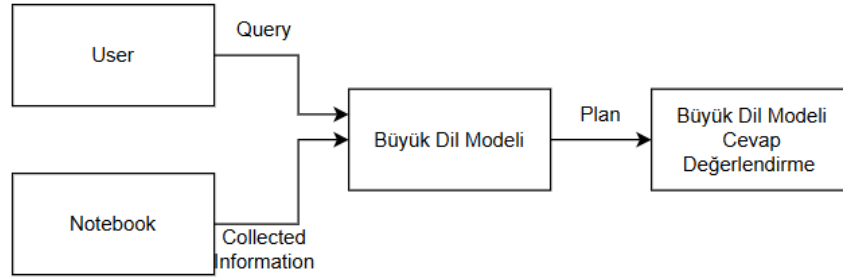 User
Query
Büyük Dil Modeli
Plan
Büyük Dil Modeli
Cevap
Değerlendirme
Notebook
Collected
Information